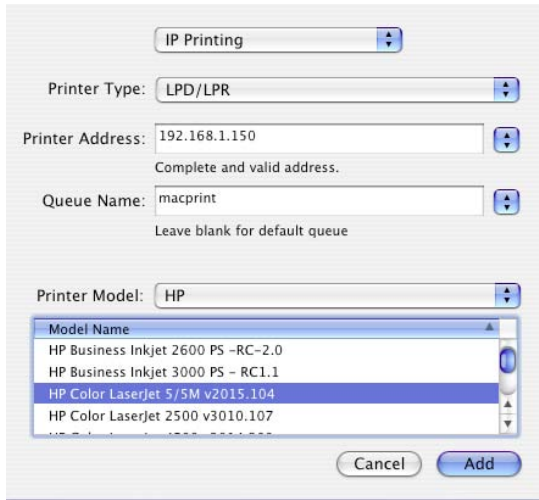 IP Printing
Printer Type: LPD/LPR
Printer Address: 192.168.1.150
Complete and valid address.
Queue Name: macprint
Leave blank for default queue
Printer Model: HP
Model Name
HP Business Inkjet 2600 PS –RC-2.0
HP Business Inkjet 3000 PS – RC1.1
HP Color LaserJet 5/5M v2015.104
HP Color LaserJet 2500 v3010.107
Cancel Add